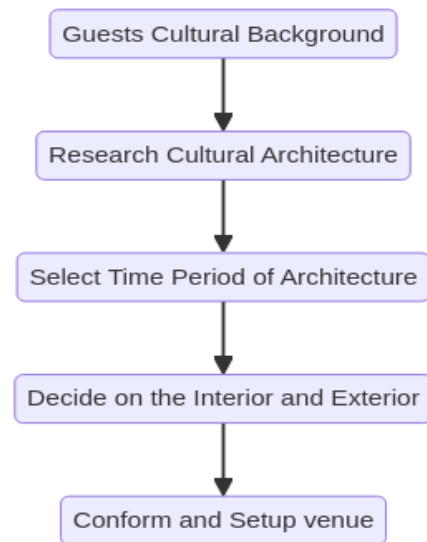 Guests Cultural Background
Research Cultural Architecture
Select Time Period of Architecture
Decide on the Interior and Exterior
Conform and Setup venue